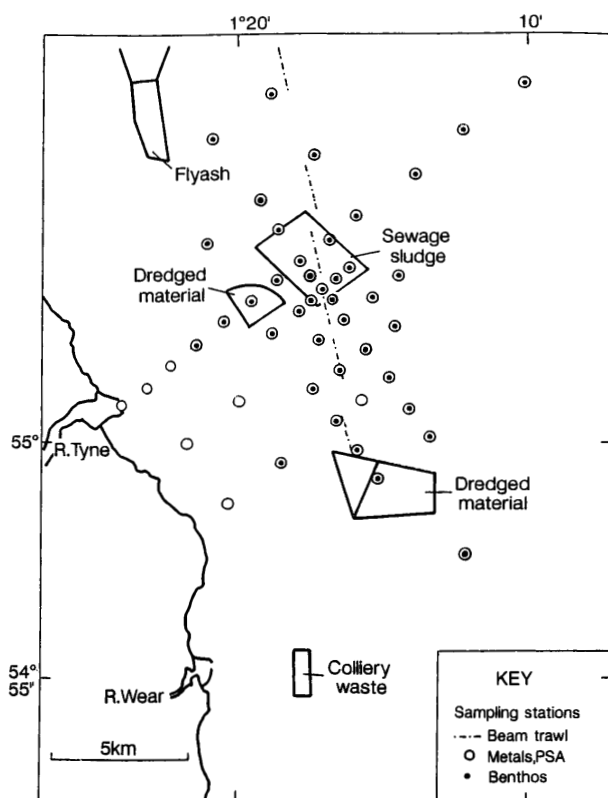 1°20'
10'
Flyash
Sewage
sludge
Dredged
material
55°
R.Tyne
Dredged
material
54°
55'
Colliery
waste
R.Wear
5km
KEY
Sampling stations
Beam trawl
Metals,PSA
Benthos